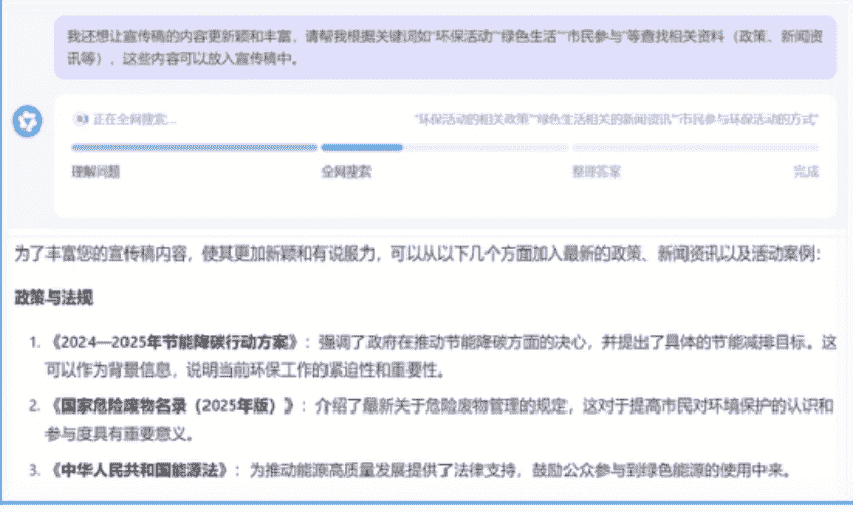 我还想让宣传稿的内容更新颖和丰富，请帮我根据关键词如“环保活动”“绿色生活”“市民参与”等查找相关资料（政策、新闻资
讯等），这些内容可以放入宣传稿中。
正在全网搜索... “环保活动的相关政策”“绿色生活相关的新闻资讯”“市民参与环保活动的方式”
理解问题 全网搜索 整理答案 完成
为了丰富您的宣传稿内容，使其更加新颖和有说服力，可以从以下几个方面加入最新的政策、新闻资讯以及活动案例：
政策与法规
1. 《2024—2025年节能降碳行动方案》：强调了政府在推动节能降碳方面的决心，并提出了具体的节能减排目标。这
可以作为背景信息，说明当前环保工作的紧迫性和重要性。
2. 《国家危险废物名录（2025年版）》：介绍了最新关于危险废物管理的规定，这对于提高市民对环境保护的认识和
参与度具有重要意义。
3. 《中华人民共和国能源法》：为推动能源高质量发展提供了法律支持，鼓励公众参与到绿色能源的使用中来。